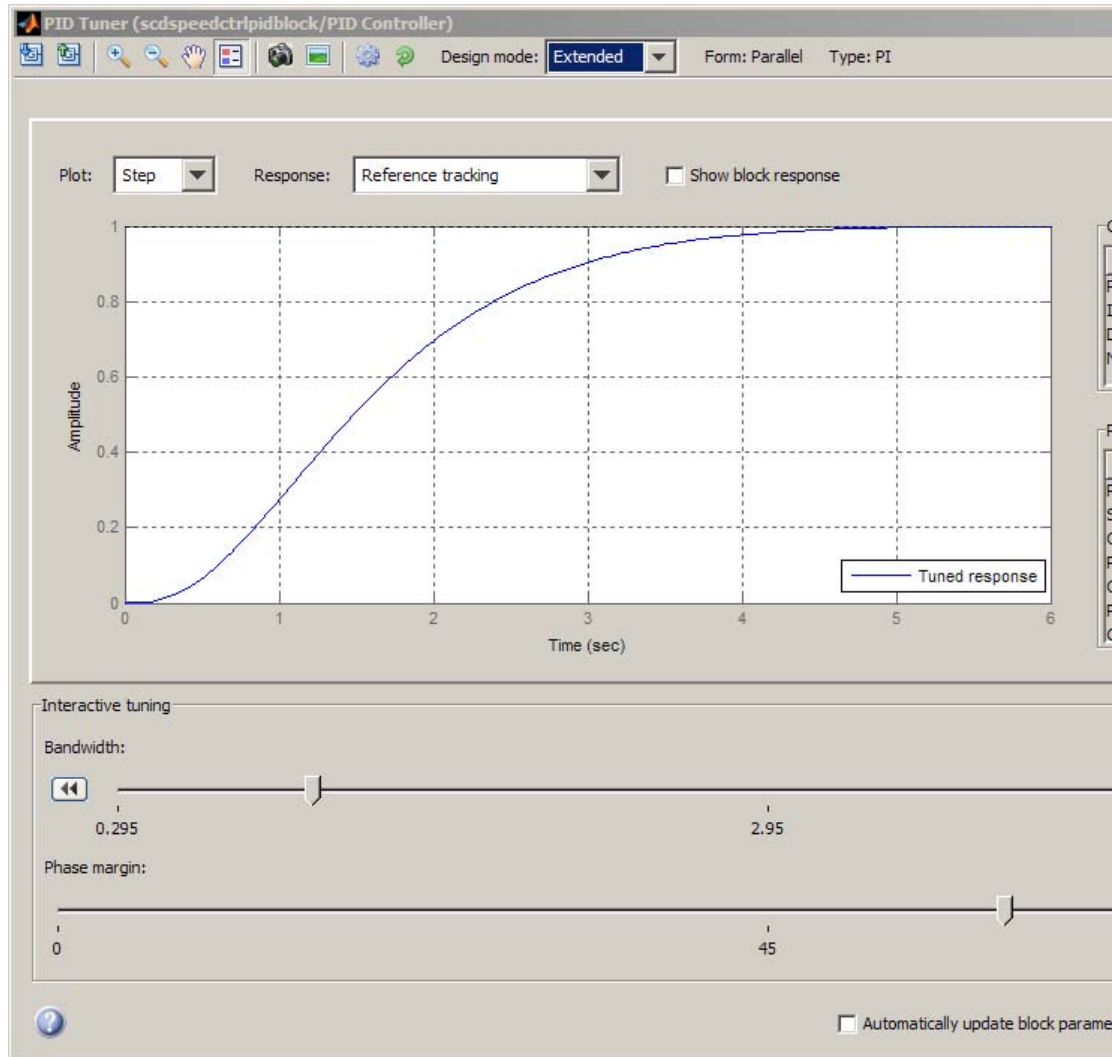 PID Tuner (scdspeedctrlpidblock/PID Controller)
Design mode: Extended Form: Parallel Type: PI
Plot: Step Response: Reference tracking Show block response
1
0.8
0.6
0.4
0.2
0
Amplitude
0 1 2 3 4 5 6
Time (sec)
Tuned response
Interactive tuning
Bandwidth:
0.295 2.95
Phase margin:
0 45
Automatically update block parame